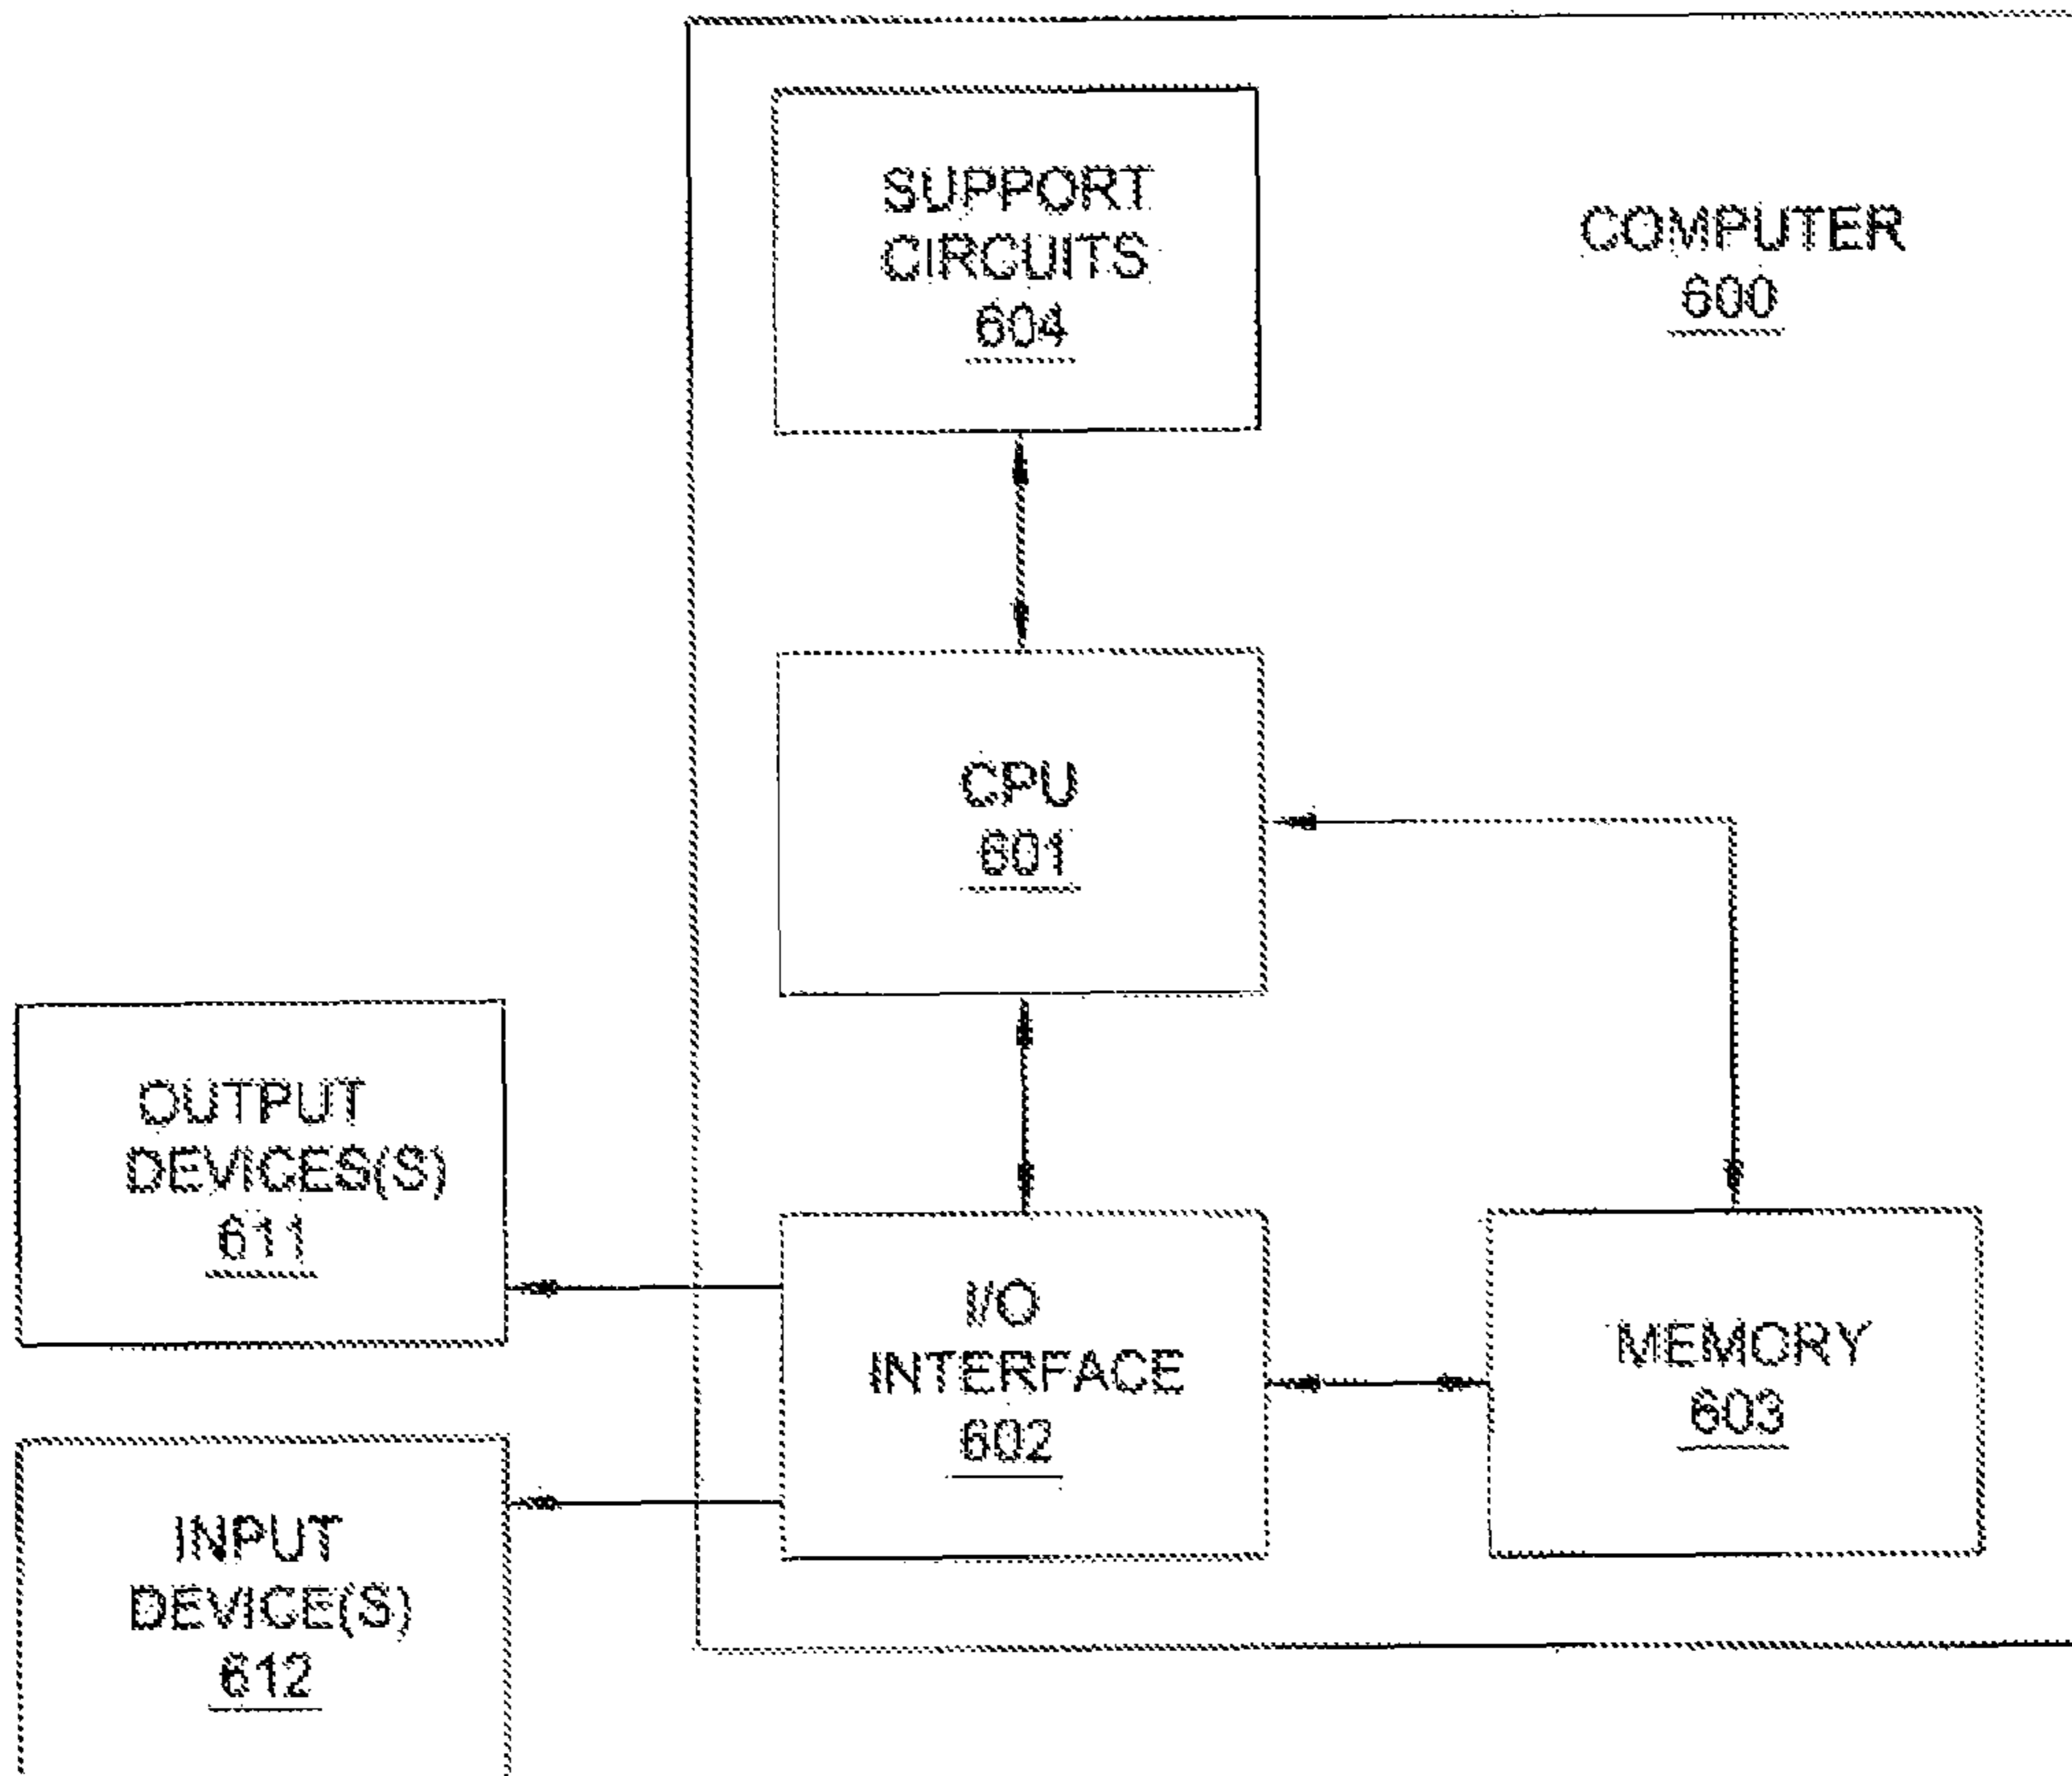 SUPPORT
CIRCUITS
604
COMPUTER
600
CPU
601
OUTPUT
DEVICES(S)
611
I/O
INTERFACE
602
MEMORY
603
INPUT
DEVICE(S)
612